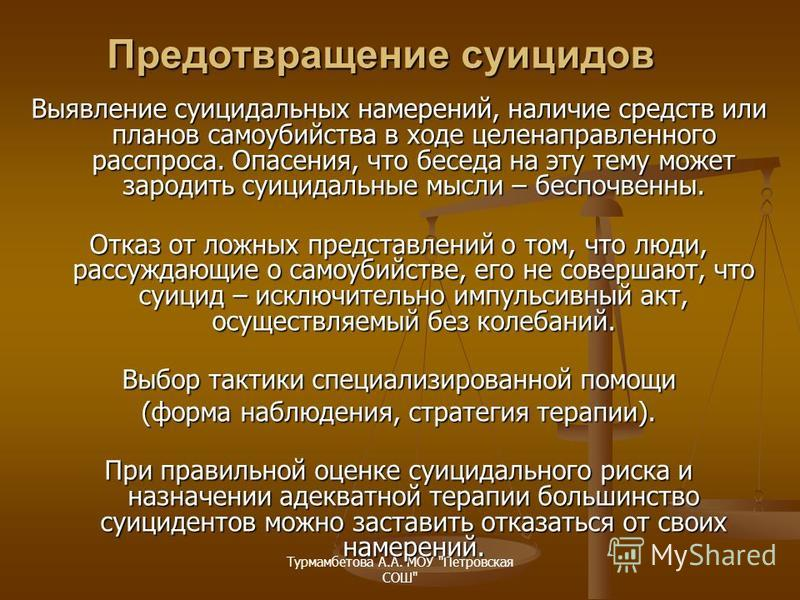 Предотвращение суицидов
Выявление суицидальных намерений, наличие средств или
планов самоубийства в ходе целенаправленного
расспроса. Опасения, что беседа на эту тему может
зародить суицидальные мысли – беспочвенны.
Отказ от ложных представлений о том, что люди,
рассуждающие о самоубийстве, его не совершают, что
суицид – исключительно импульсивный акт,
осуществляемый без колебаний.
Выбор тактики специализированной помощи
(форма наблюдения, стратегия терапии).
При правильной оценке суицидального риска и
назначении адекватной терапии большинство
суицидентов можно заставить отказаться от своих
намерений.
Турмамбетова А.А. МОУ "Петровская
СОШ"
MyShared